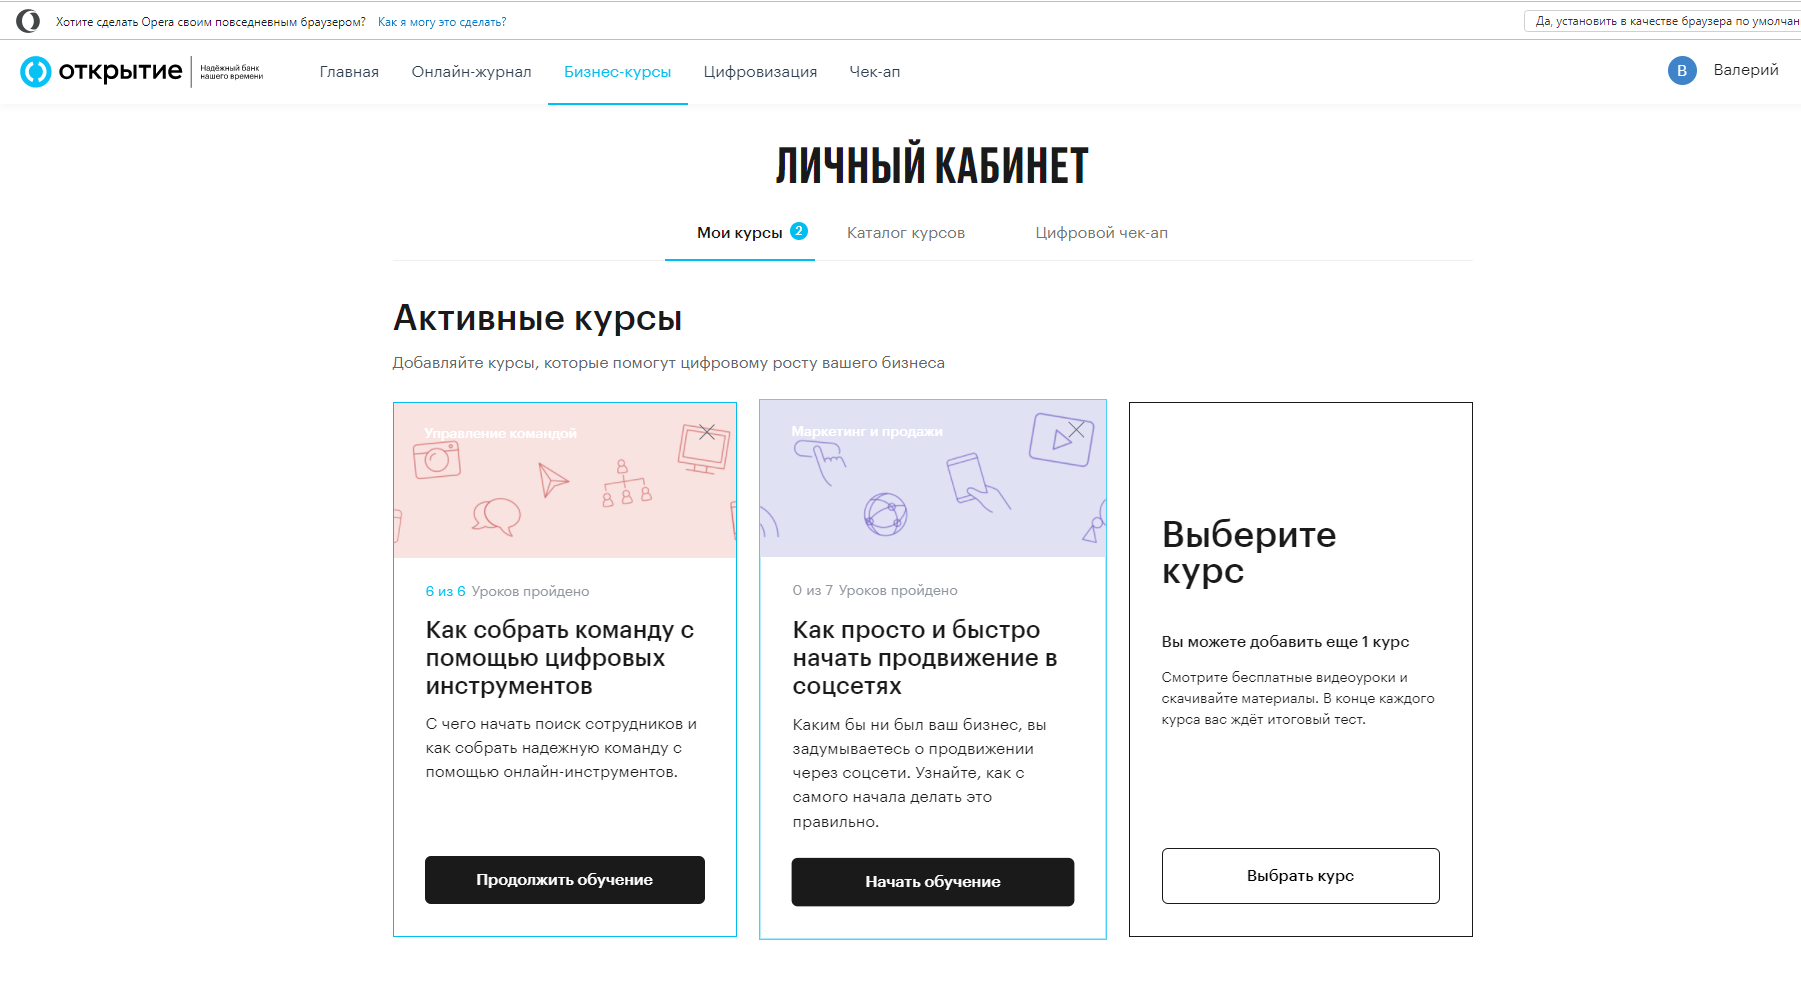 Хотите сделать Opera своим повседневным браузером? Как я могу это сделать?
Да, установить в качестве браузера по умолчан
открытие
Надёжный банк
нашего времени
Главная
Онлайн-журнал
Бизнес-курсы
Цифровизация
Чек-ап
В
Валерий
ЛИЧНЫЙ КАБИНЕТ
Мои курсы 2
Каталог курсов
Цифровой чек-ап
Активные курсы
Добавляйте курсы, которые помогут цифровому росту вашего бизнеса
Управление командой
6 из 6 Уроков пройдено
Как собрать команду с
помощью цифровых
инструментов
С чего начать поиск сотрудников и
как собрать надежную команду с
помощью онлайн-инструментов.
Продолжить обучение
Маркетинг и продажи
0 из 7 Уроков пройдено
Как просто и быстро
начать продвижение в
соцсетях
Каким бы ни был ваш бизнес, вы
задумываетесь о продвижении
через соцсети. Узнайте, как с
самого начала делать это
правильно.
Начать обучение
Выберите
курс
Вы можете добавить еще 1 курс
Смотрите бесплатные видеоуроки и
скачивайте материалы. В конце каждого
курса вас ждёт итоговый тест.
Выбрать курс